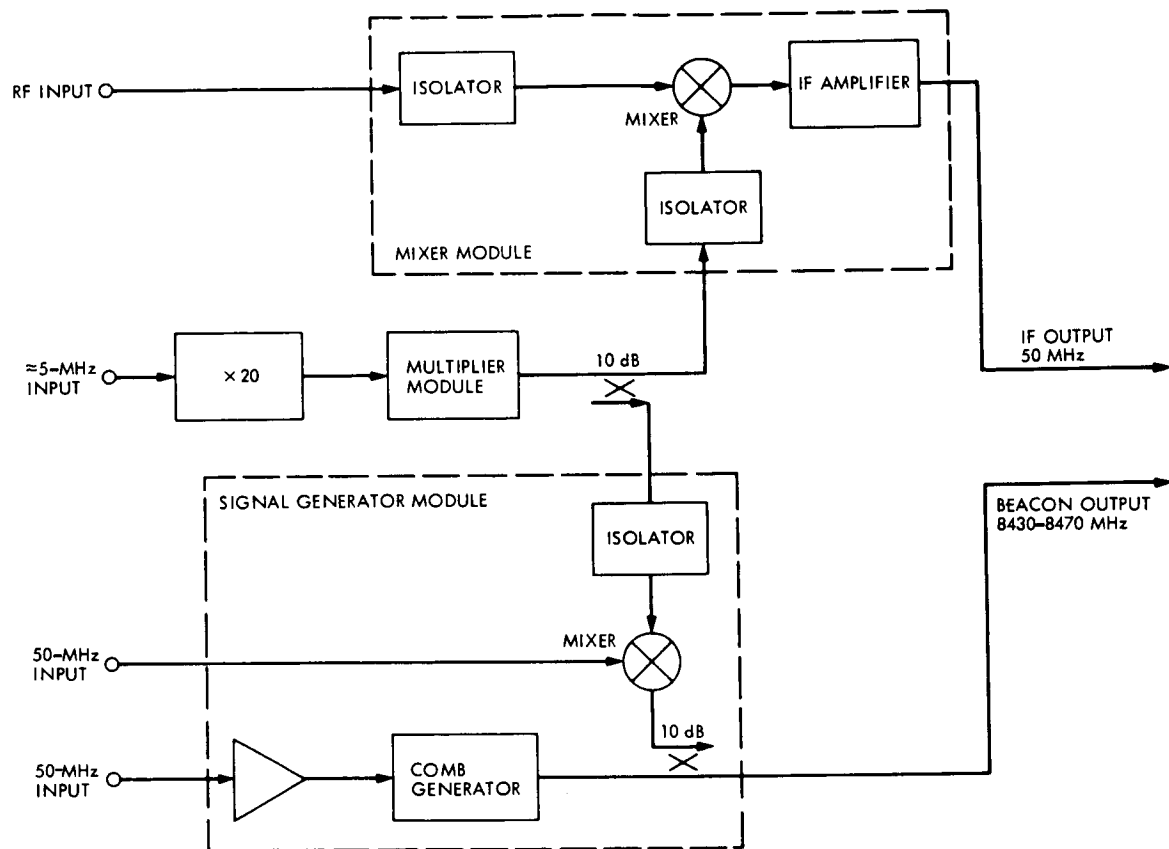 RF INPUT
ISOLATOR
MIXER
IF AMPLIFIER
ISOLATOR
MIXER MODULE
≈5-MHz
INPUT
×20
MULTIPLIER
MODULE
10 dB
IF OUTPUT
50 MHz
SIGNAL GENERATOR MODULE
ISOLATOR
BEACON OUTPUT
8430-8470 MHz
MIXER
50-MHz
INPUT
10 dB
50-MHz
INPUT
COMB
GENERATOR